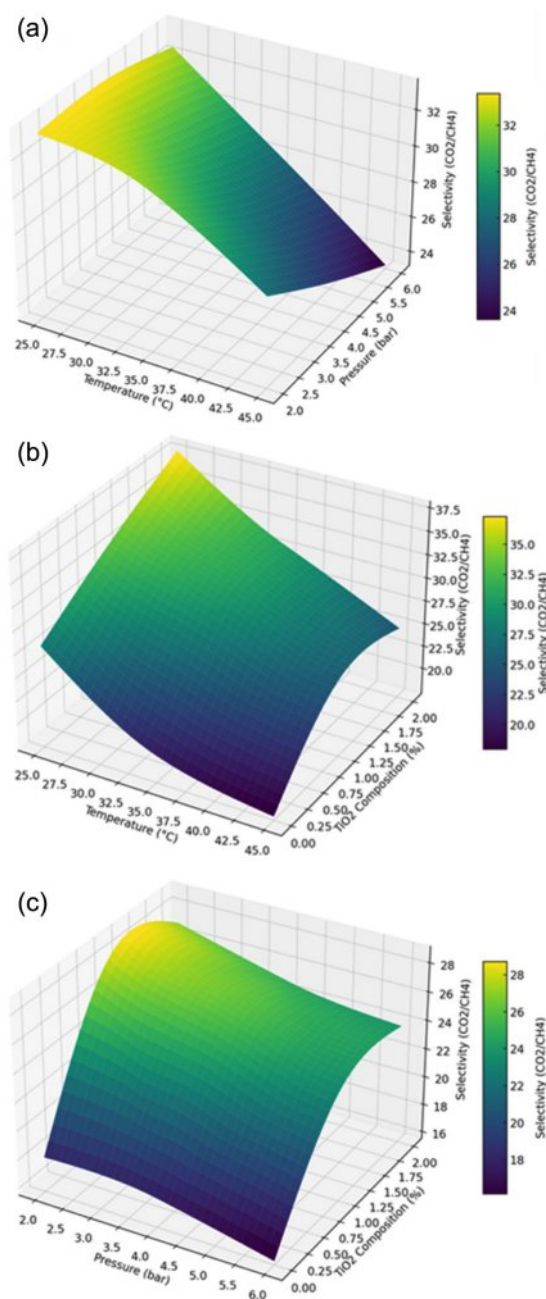 (a)
32
30
28
26
24
Selectivity (CO2/CH4)
32
30
28
26
24
Selectivity (CO2/CH4)
25.0 27.5 30.0 32.5 35.0 37.5 40.0 42.5 45.0
Temperature (°C)
2.0 2.5 3.0 3.5 4.0 4.5 5.0 5.5 6.0
Pressure (bar)
(b)
37.5
35.0
32.5
30.0
27.5
25.0
22.5
20.0
Selectivity (CO2/CH4)
35.0
32.5
30.0
27.5
25.0
22.5
20.0
Selectivity (CO2/CH4)
25.0 27.5 30.0 32.5 35.0 37.5 40.0 42.5 45.0
Temperature (°C)
0.00 0.25 0.50 0.75 1.00 1.25 1.50 1.75 2.00
TiO2 Composition (%)
(c)
28
26
24
22
20
18
16
Selectivity (CO2/CH4)
28
26
24
22
20
18
Selectivity (CO2/CH4)
2.0 2.5 3.0 3.5 4.0 4.5 5.0 5.5 6.0
Pressure (bar)
0.00 0.25 0.50 0.75 1.00 1.25 1.50 1.75 2.00
TiO2 Composition (%)